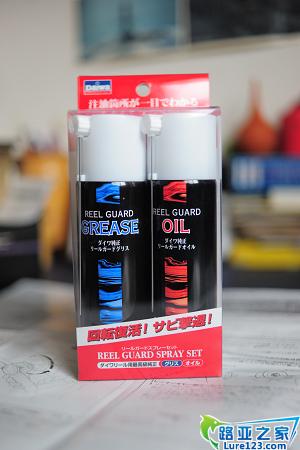 Daiwa
注油箇所が一目でわかる
REEL GUARD
GREASE
ダイワ純正
リールガードグリス
REEL GUARD
OIL
ダイワ純正
リールガードオイル
回転復活! サビ撃退!
リールガードスプレーセット
REEL GUARD SPRAY SET
ダイワリール用最高級純正 グリス オイル
路亚之家
Lure123.com